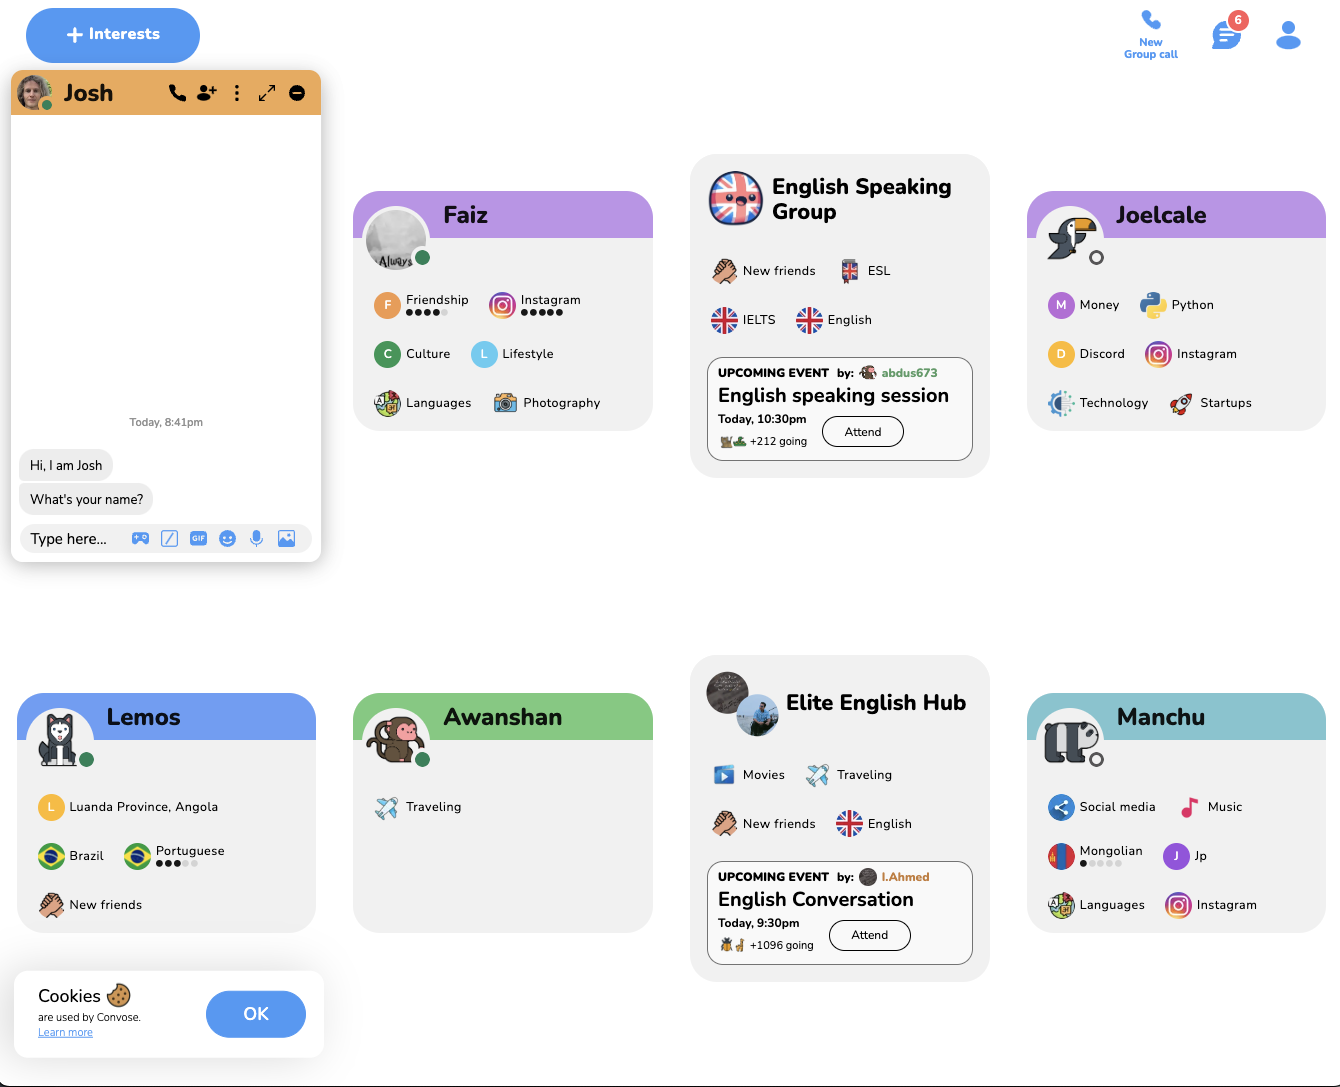 + Interests
New
Group call
6
Josh
Today, 8:41pm
Hi, I am Josh
What's your name?
Type here...
GIF
Faiz
Always
F Friendship
Instagram
C Culture
L Lifestyle
Languages
Photography
English Speaking
Group
New friends
ESL
IELTS
English
UPCOMING EVENT by: abdus673
English speaking session
Today, 10:30pm
+212 going
Attend
Joelcale
M Money
Python
D Discord
Instagram
Technology
Startups
Lemos
L Luanda Province, Angola
Brazil
Portuguese
New friends
Awanshan
Traveling
Elite English Hub
Movies
Traveling
New friends
English
UPCOMING EVENT by: I.Ahmed
English Conversation
Today, 9:30pm
+1096 going
Attend
Manchu
Social media
Music
Mongolian
J Jp
Languages
Instagram
Cookies
are used by Convose.
Learn more
OK